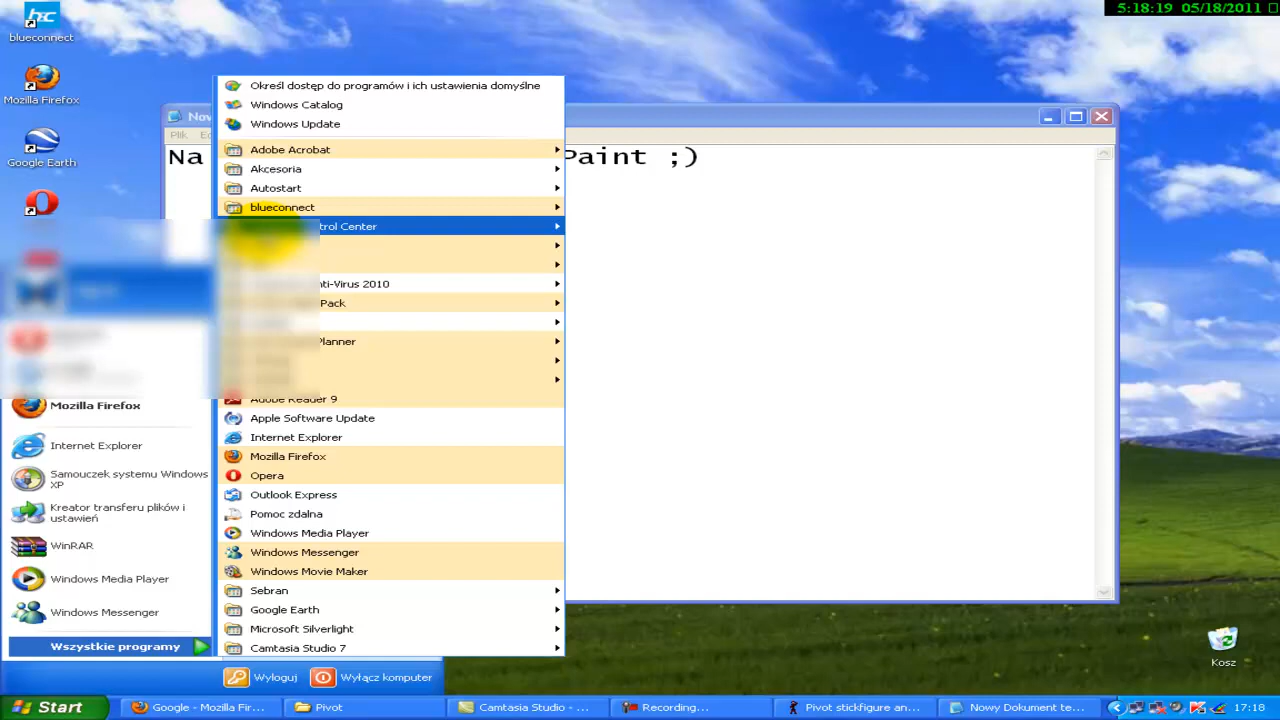 5:18:19 05/18/2011
blueconnect
Mozilla Firefox
Google Earth
Kosz
Plik
Na
Paint ;)
Określ dostęp do programów i ich ustawienia domyślne
Windows Catalog
Windows Update
Adobe Acrobat
Akcesoria
Autostart
blueconnect
trol Center
ti-Virus 2010
Pack
Planner
Adobe Reader 9
Apple Software Update
Internet Explorer
Mozilla Firefox
Opera
Outlook Express
Pomoc zdalna
Windows Media Player
Windows Messenger
Windows Movie Maker
Sebran
Google Earth
Microsoft Silverlight
Camtasia Studio 7
Mozilla Firefox
Internet Explorer
Samouczek systemu Windows
XP
Kreator transferu plików i
ustawień
WinRAR
Windows Media Player
Windows Messenger
Wszystkie programy
Wyloguj
Wyłącz komputer
Start
Google - Mozilla Fir...
Pivot
Camtasia Studio - ...
Recording...
Pivot stickfigure an...
Nowy Dokument te...
17:18